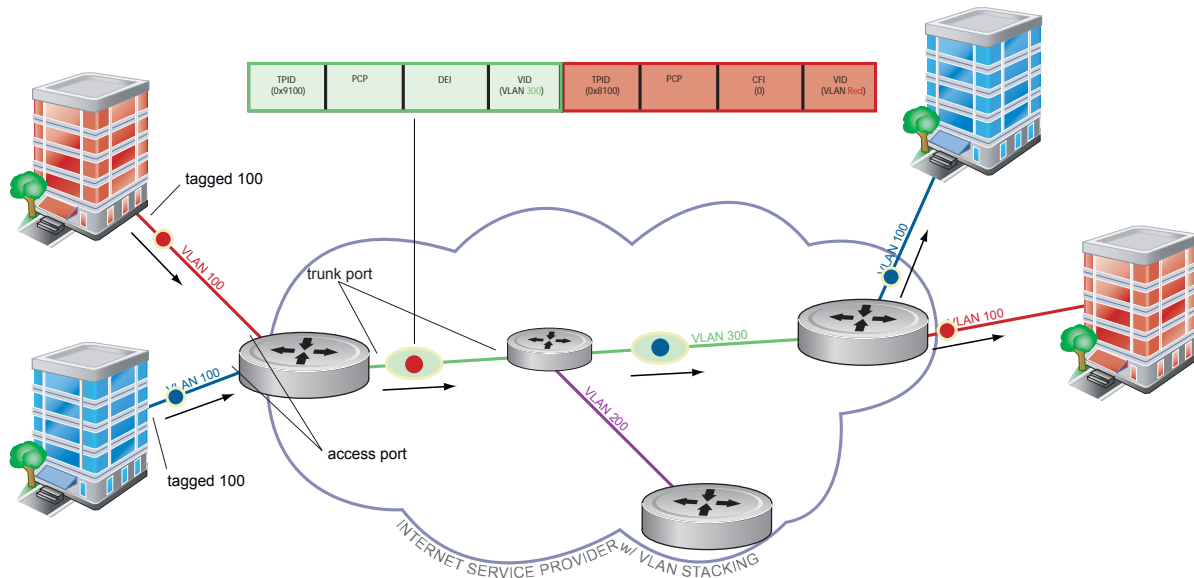 TPID PCP DEI VID TPID PCP CFI VID
(0x9100) (VLAN 300) (0x8100) (0) (VLAN Red)
tagged 100
VLAN 100
trunk port
VLAN 100
VLAN 100
VLAN 300
VLAN 100
VLAN 200
access port
tagged 100
INTERNET SERVICE PROVIDER w/ VLAN STACKING